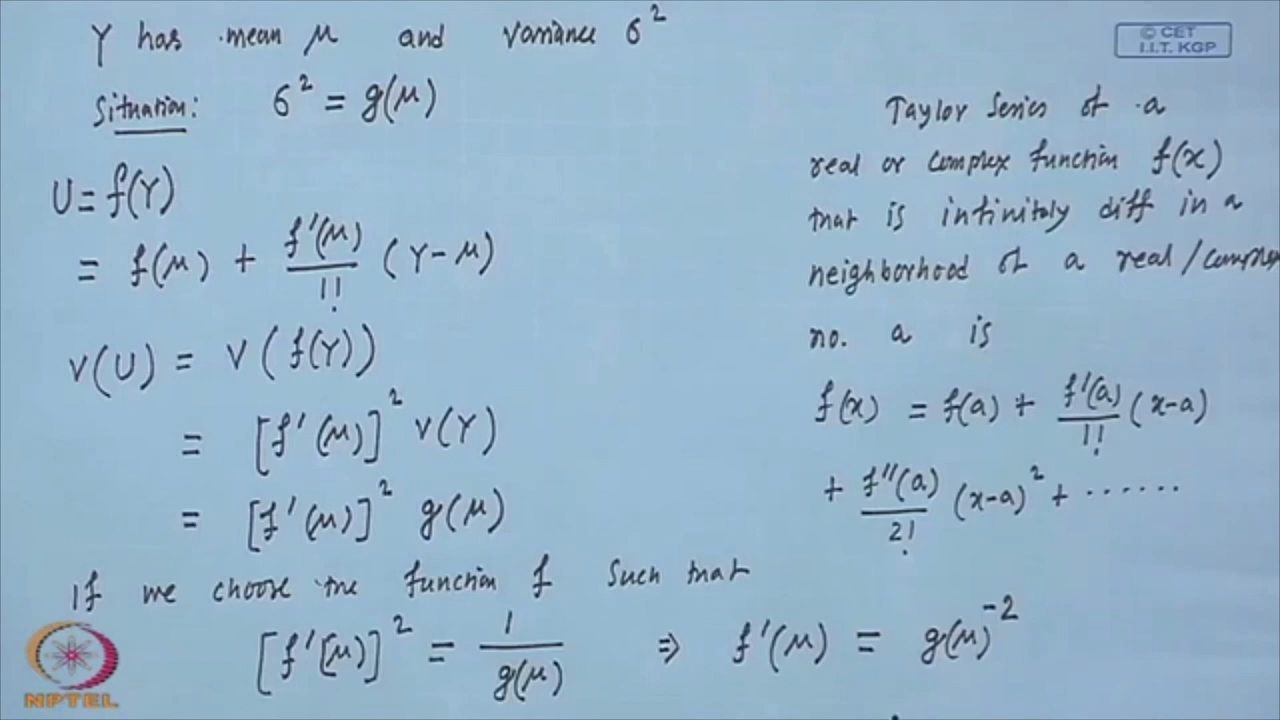 Y has mean μ and variance σ²
© CET
I.I.T. KGP
Situation: σ² = g(μ)
U = f(Y)
= f(μ) + f'(μ)/1! (Y-μ)
V(U) = V(f(Y))
= [f'(μ)]² V(Y)
= [f'(μ)]² g(μ)
If we choose the function f such that
[f'(μ)]² = 1/g(μ) ⇒ f'(μ) = g(μ)⁻²
Taylor Series of a
real or complex function f(x)
that is infinitely diff in a
neighborhood of a real/complex
no. a is
f(x) = f(a) + f'(a)/1! (x-a)
+ f''(a)/2! (x-a)² + ......
NPTEL